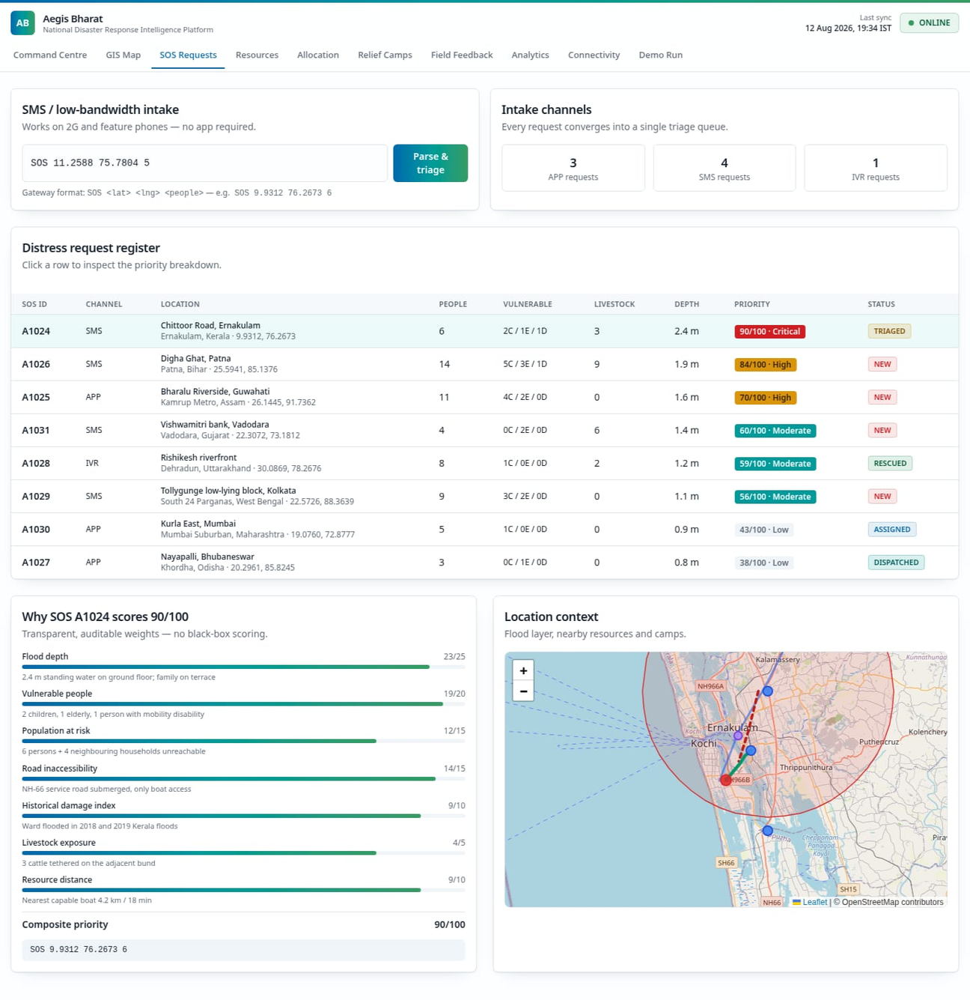 AB
Aegis Bharat
National Disaster Response Intelligence Platform
Last sync
12 Aug 2026, 19:34 IST
ONLINE
Command Centre GIS Map SOS Requests Resources Allocation Relief Camps Field Feedback Analytics Connectivity Demo Run
SMS / low-bandwidth intake
Works on 2G and feature phones — no app required.
SOS 11.2588 75.7804 5
Parse &
triage
Gateway format: SOS <lat> <lng> <people> — e.g. SOS 9.9312 76.2673 6
Intake channels
Every request converges into a single triage queue.
3
APP requests
4
SMS requests
1
IVR requests
Distress request register
Click a row to inspect the priority breakdown.
SOS ID CHANNEL LOCATION PEOPLE VULNERABLE LIVESTOCK DEPTH PRIORITY STATUS
A1024 SMS Chittoor Road, Ernakulam 6 2C / 1E / 1D 3 2.4 m 90/100 · Critical TRIAGED
Ernakulam, Kerala · 9.9312, 76.2673
A1026 SMS Digha Ghat, Patna 14 5C / 3E / 1D 9 1.9 m 84/100 · High NEW
Patna, Bihar · 25.5941, 85.1376
A1025 APP Bharalu Riverside, Guwahati 11 4C / 2E / 0D 0 1.6 m 70/100 · High NEW
Kamrup Metro, Assam · 26.1445, 91.7362
A1031 SMS Vishwamitri bank, Vadodara 4 0C / 2E / 0D 6 1.4 m 60/100 · Moderate NEW
Vadodara, Gujarat · 22.3072, 73.1812
A1028 IVR Rishikesh riverfront 8 1C / 0E / 0D 2 1.2 m 59/100 · Moderate RESCUED
Dehradun, Uttarakhand · 30.0869, 78.2676
A1029 SMS Tollygunge low-lying block, Kolkata 9 3C / 2E / 0D 0 1.1 m 56/100 · Moderate NEW
South 24 Parganas, West Bengal · 22.5726, 88.3639
A1030 APP Kurla East, Mumbai 5 1C / 0E / 0D 0 0.9 m 43/100 · Low ASSIGNED
Mumbai Suburban, Maharashtra · 19.0760, 72.8777
A1027 APP Nayapalli, Bhubaneswar 3 0C / 1E / 0D 0 0.8 m 38/100 · Low DISPATCHED
Khordha, Odisha · 20.2961, 85.8245
Why SOS A1024 scores 90/100
Transparent, auditable weights — no black-box scoring.
Flood depth 23/25
2.4 m standing water on ground floor; family on terrace
Vulnerable people 19/20
2 children, 1 elderly, 1 person with mobility disability
Population at risk 12/15
6 persons + 4 neighbouring households unreachable
Road inaccessibility 14/15
NH-66 service road submerged, only boat access
Historical damage index 9/10
Ward flooded in 2018 and 2019 Kerala floods
Livestock exposure 4/5
3 cattle tethered on the adjacent bund
Resource distance 9/10
Nearest capable boat 4.2 km / 18 min
Composite priority 90/100
SOS 9.9312 76.2673 6
Location context
Flood layer, nearby resources and camps.
+
−
Kalamassery
NH966A
Kochi
Ernakulam
Kochi
Kolenchery
Puthencruz
Thrippunithura
H966B
Puzha
Cheppanam
Panagad
Kayal
SH66
SH15
NH66
Leaflet | © OpenStreetMap contributors